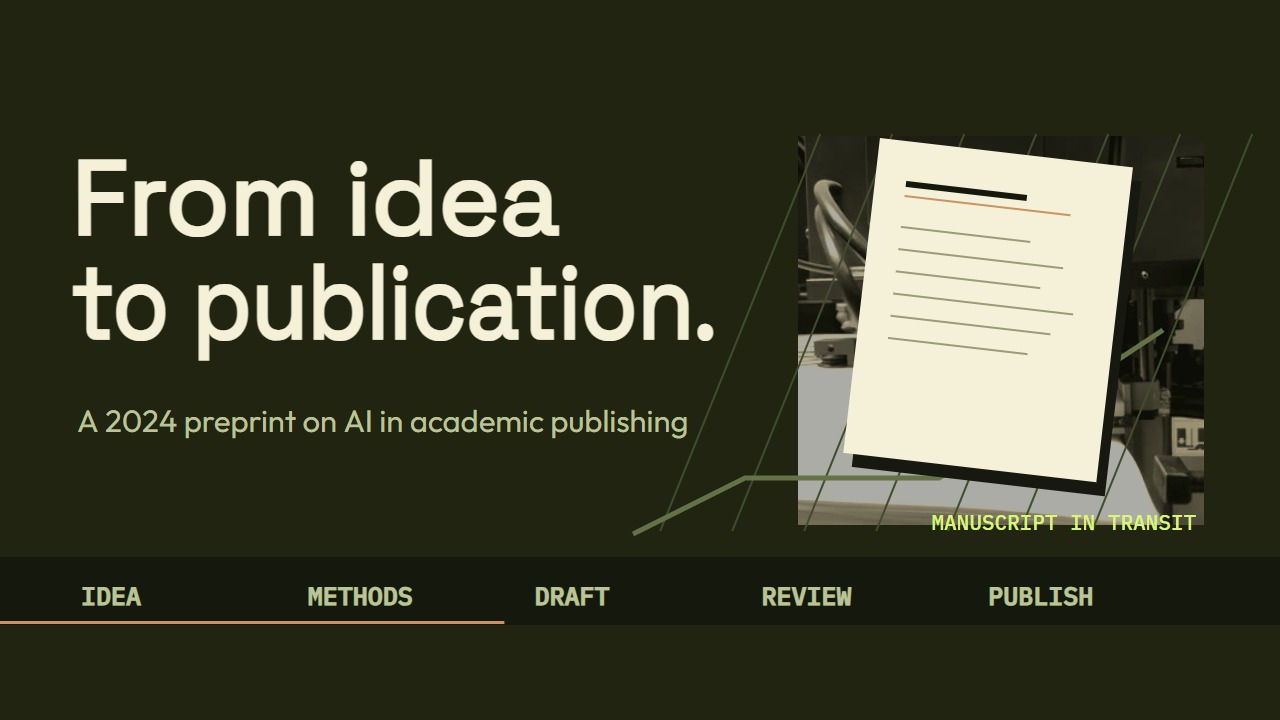 From idea
to publication.
A 2024 preprint on AI in academic publishing
MANUSCRIPT IN TRANSIT
IDEA METHODS DRAFT REVIEW PUBLISH